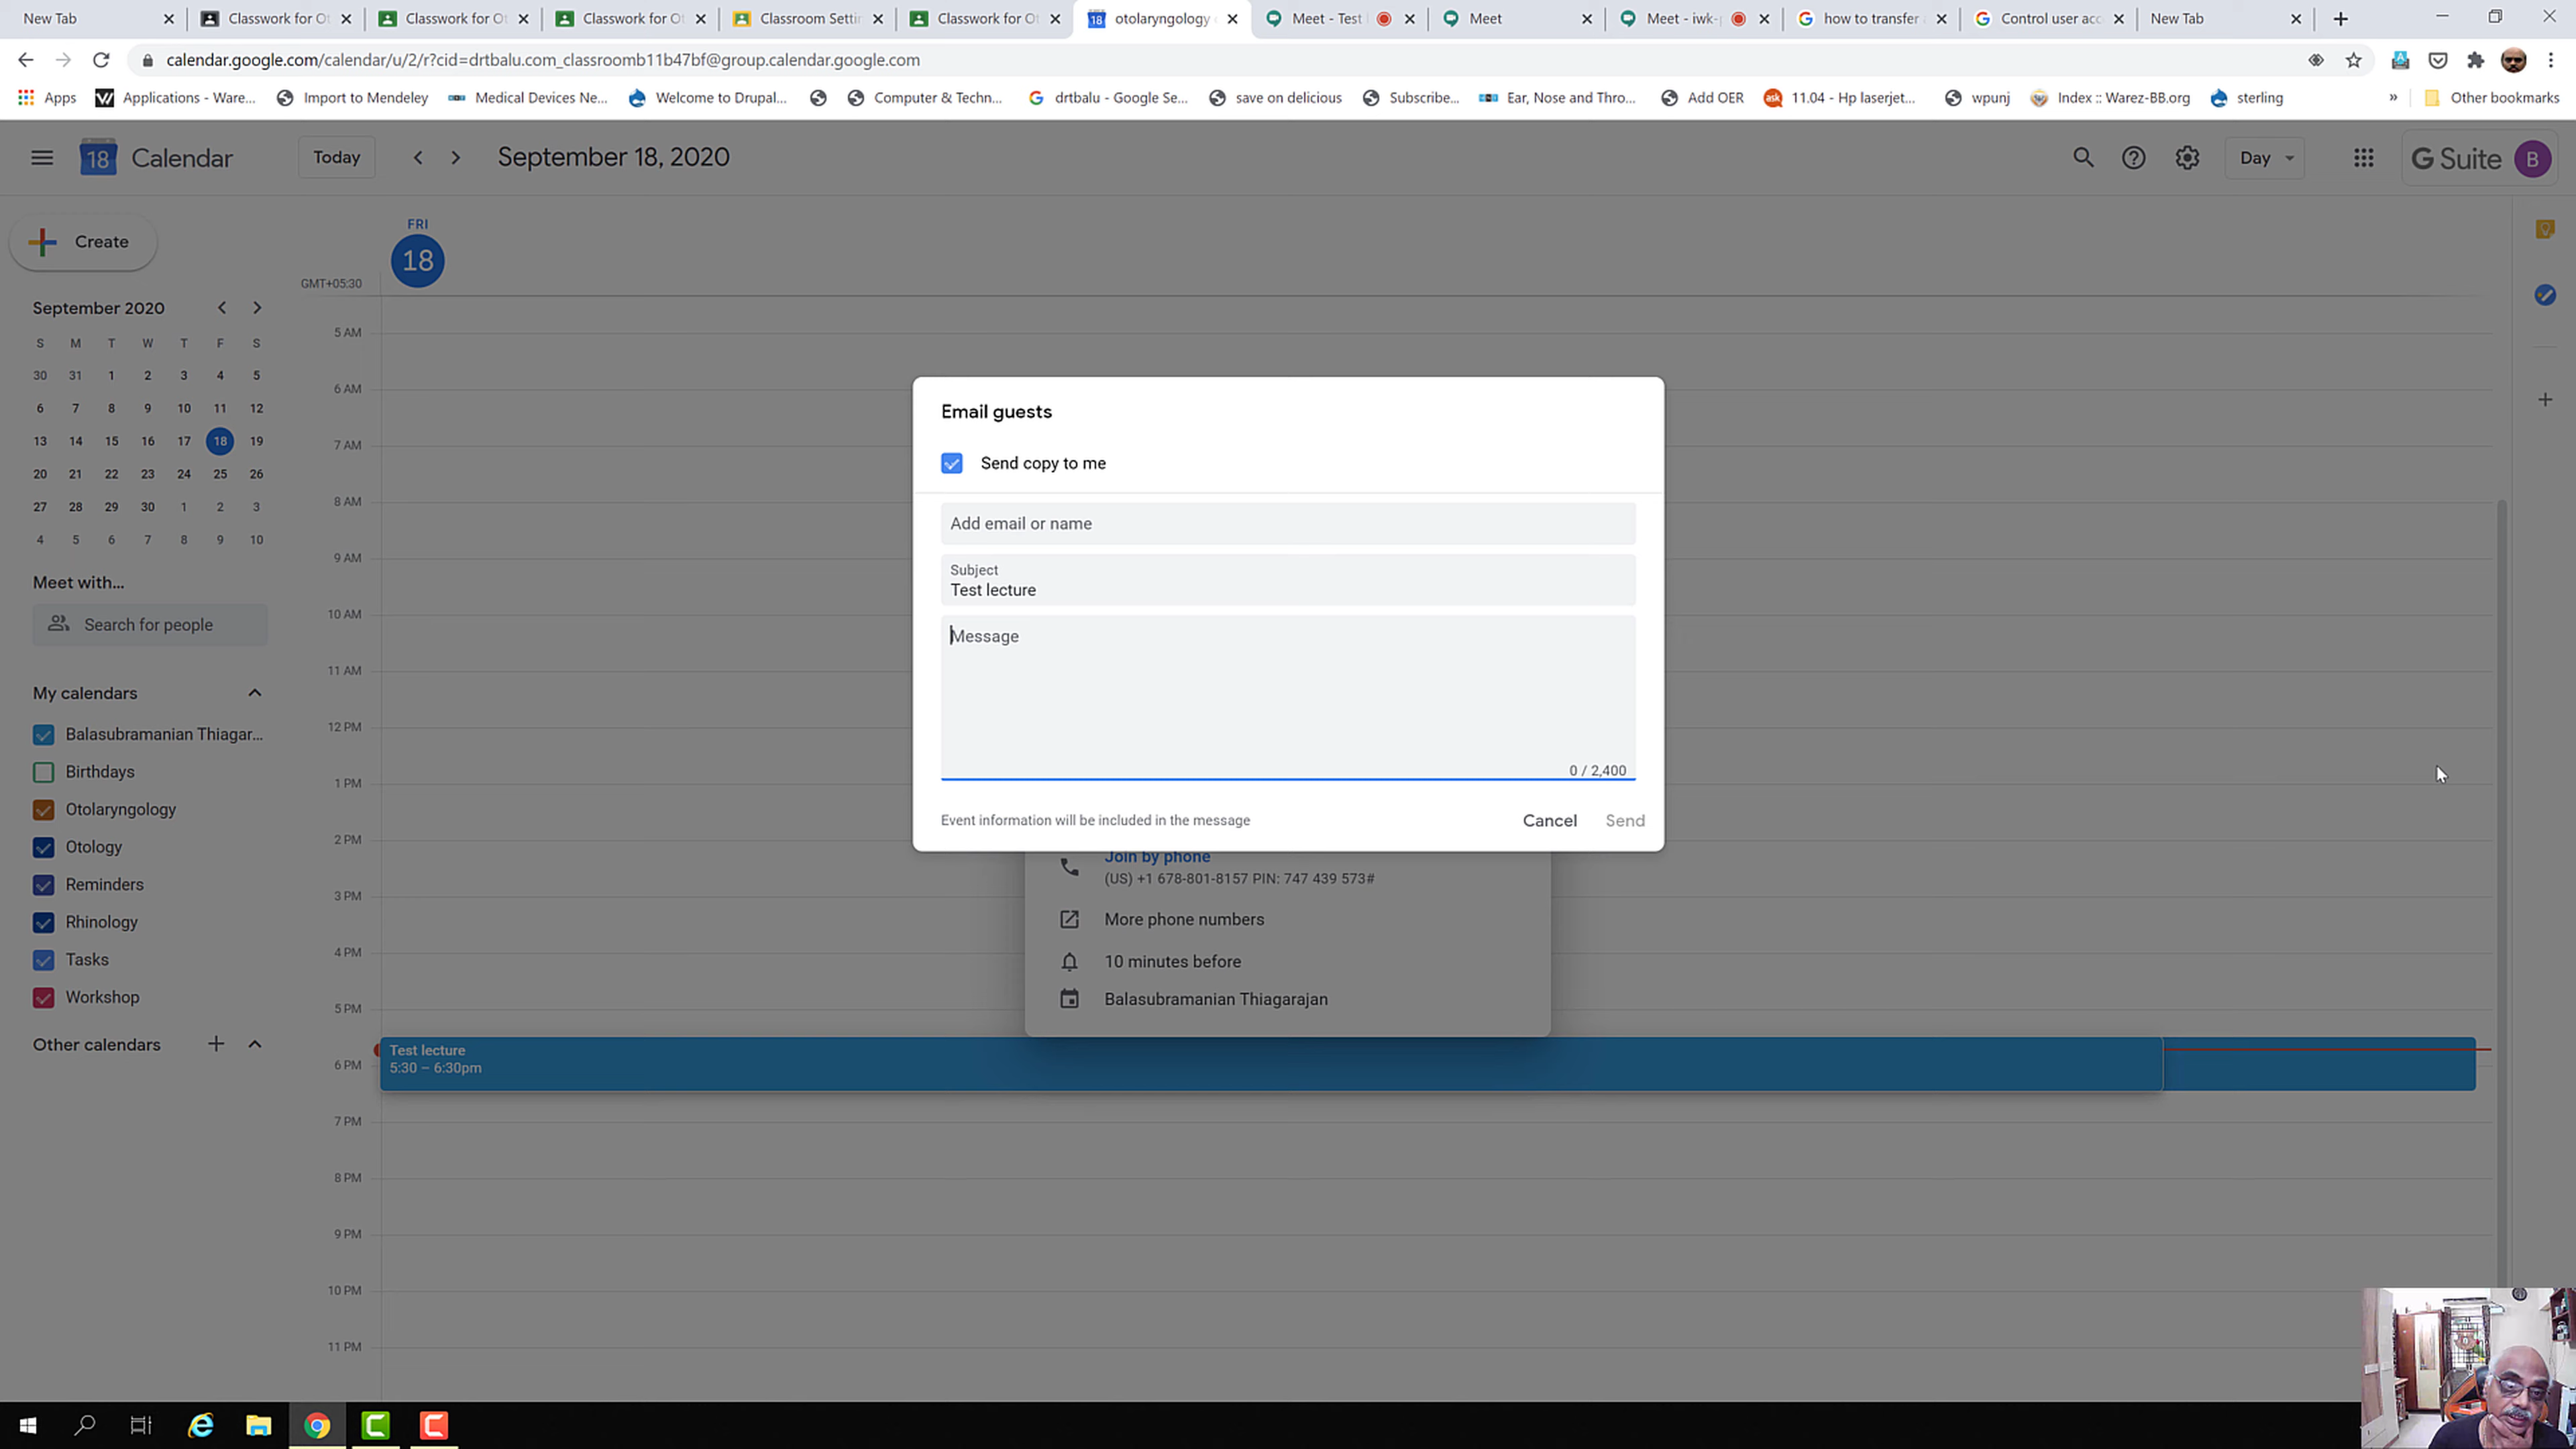 New Tab
Classwork for Ot
Classwork for Ot
Classwork for Ot
Classroom Settin
Classwork for Ot
otolaryngology
Meet - Test
Meet
Meet - iwk-
how to transfer
Control user acc
New Tab
calendar.google.com/calendar/u/2/r?cid=drtbalu.com_classroomb11b47bf@group.calendar.google.com
Apps
Applications - Ware...
Import to Mendeley
Medical Devices Ne...
Welcome to Drupal...
Computer & Techn...
drtbalu - Google Se...
save on delicious
Subscribe...
Ear, Nose and Thro...
Add OER
11.04 - Hp laserjet...
wpunj
Index :: Warez-BB.org
sterling
»
Other bookmarks
18 Calendar
Today
September 18, 2020
Day
G Suite
B
Create
FRI
18
GMT+05:30
September 2020
S M T W T F S
30 31 1 2 3 4 5
6 7 8 9 10 11 12
13 14 15 16 17 18 19
20 21 22 23 24 25 26
27 28 29 30 1 2 3
4 5 6 7 8 9 10
Meet with...
Search for people
My calendars
Balasubramanian Thiagar...
Birthdays
Otolaryngology
Otology
Reminders
Rhinology
Tasks
Workshop
Other calendars
5 AM
6 AM
7 AM
8 AM
9 AM
10 AM
11 AM
12 PM
1 PM
2 PM
3 PM
4 PM
5 PM
6 PM
7 PM
8 PM
9 PM
10 PM
11 PM
Email guests
Send copy to me
Add email or name
Subject
Test lecture
Message
0 / 2,400
Event information will be included in the message
Cancel
Send
Join by phone
(US) +1 678-801-8157 PIN: 747 439 573#
More phone numbers
10 minutes before
Balasubramanian Thiagarajan
Test lecture
5:30 – 6:30pm